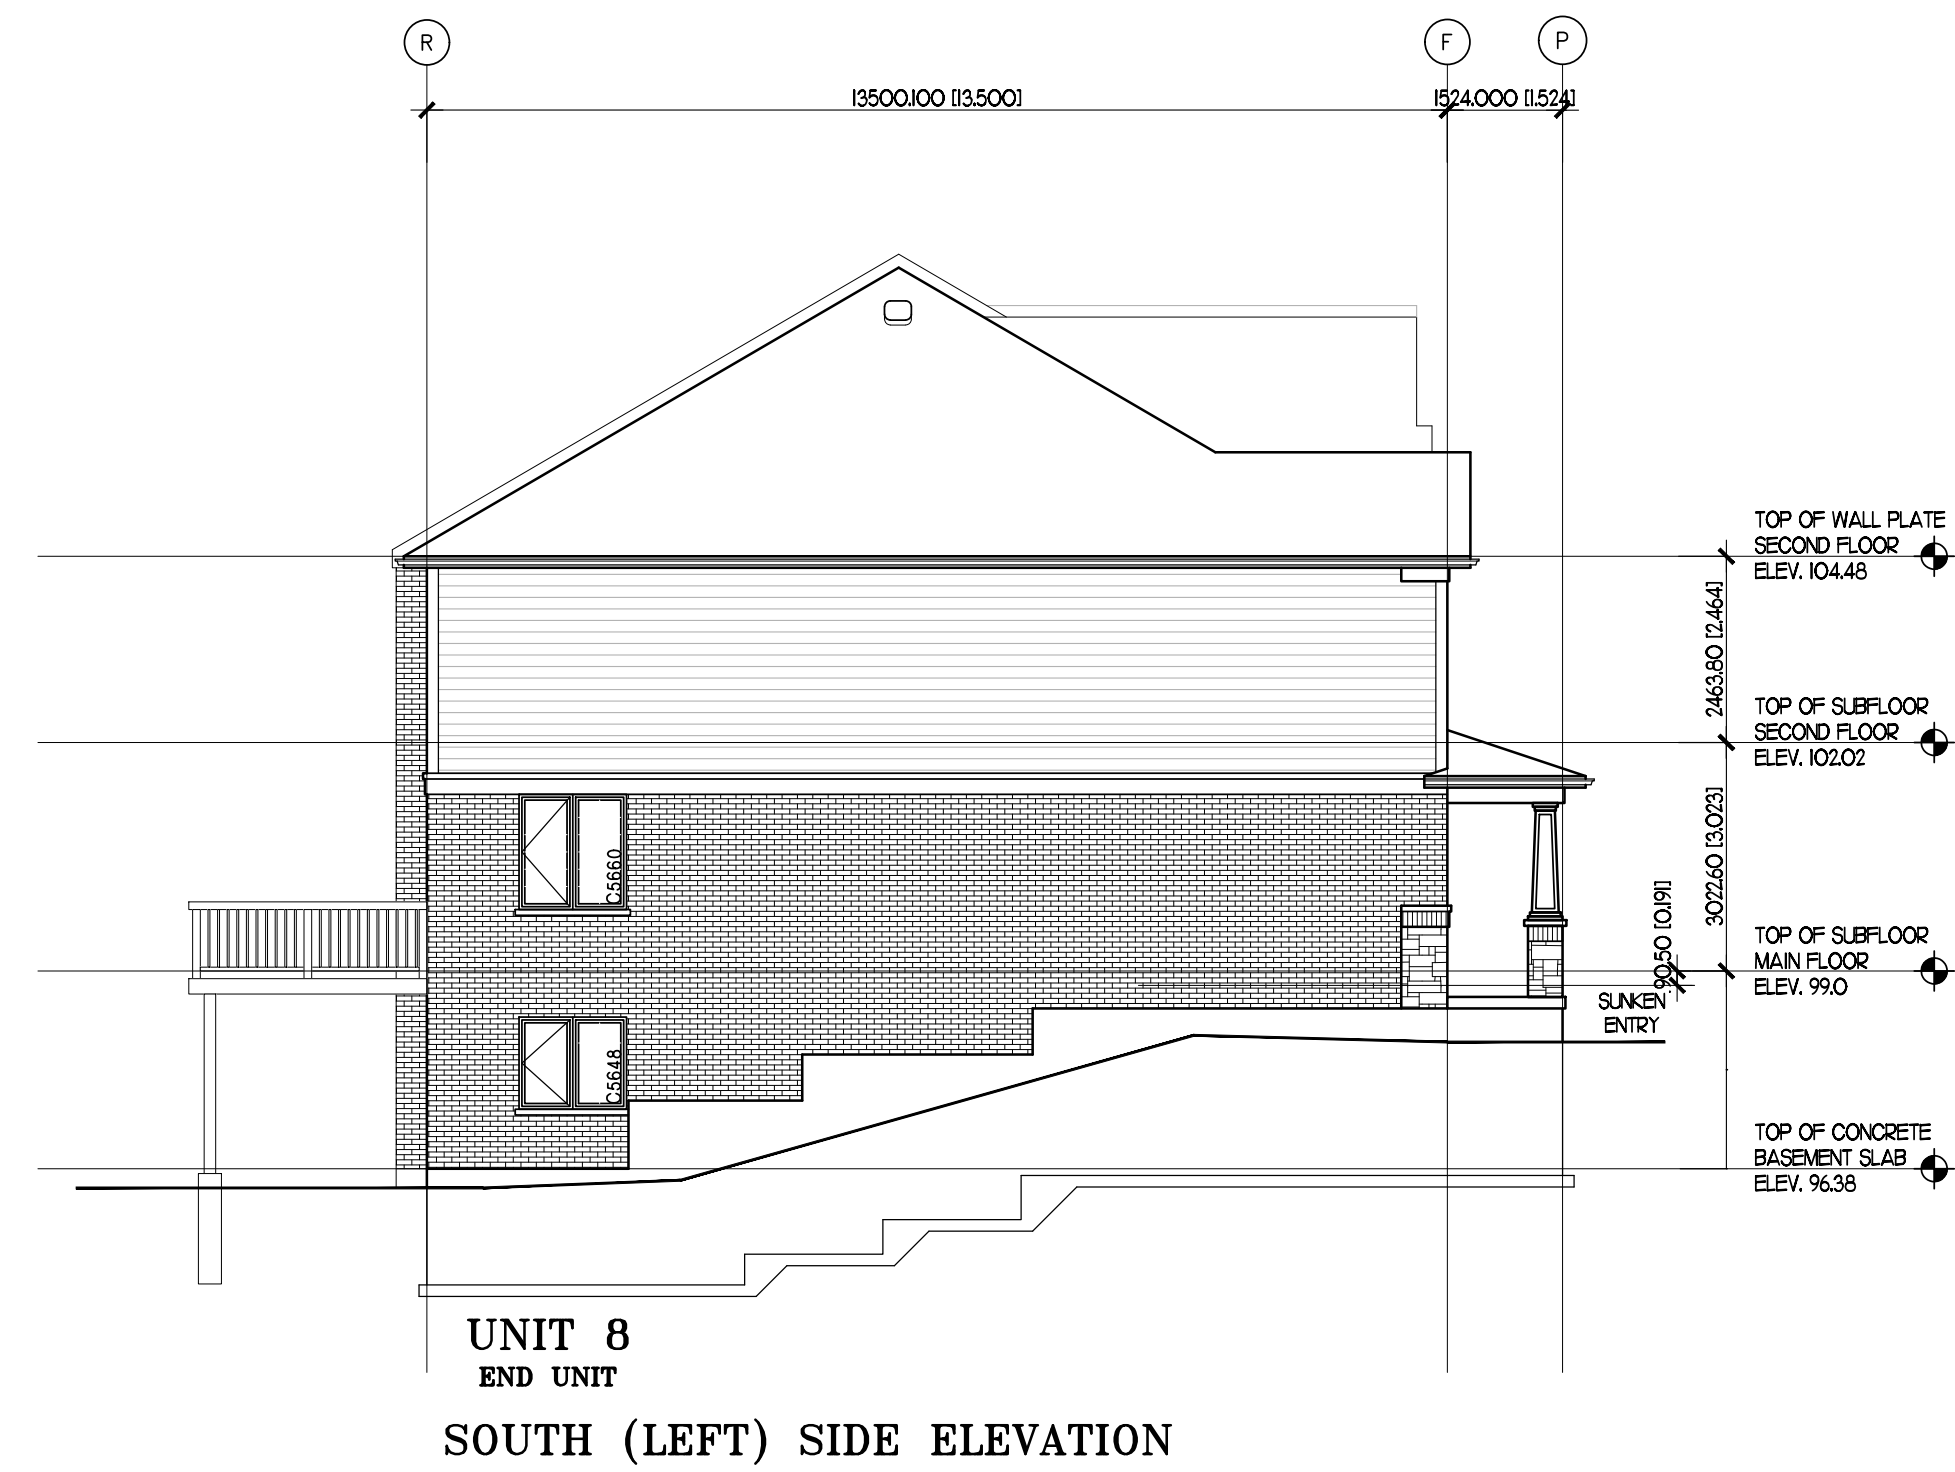 R
F
P
13500.100 [13.500]
1524.000 [1.524]
TOP OF WALL PLATE
SECOND FLOOR
ELEV. 104.48
2463.80 [2.464]
TOP OF SUBFLOOR
SECOND FLOOR
ELEV. 102.02
3022.60 [3.023]
C5660
190.50 [0.191]
TOP OF SUBFLOOR
MAIN FLOOR
ELEV. 99.0
SUNKEN
ENTRY
C5648
TOP OF CONCRETE
BASEMENT SLAB
ELEV. 96.38
UNIT 8
END UNIT
SOUTH (LEFT) SIDE ELEVATION